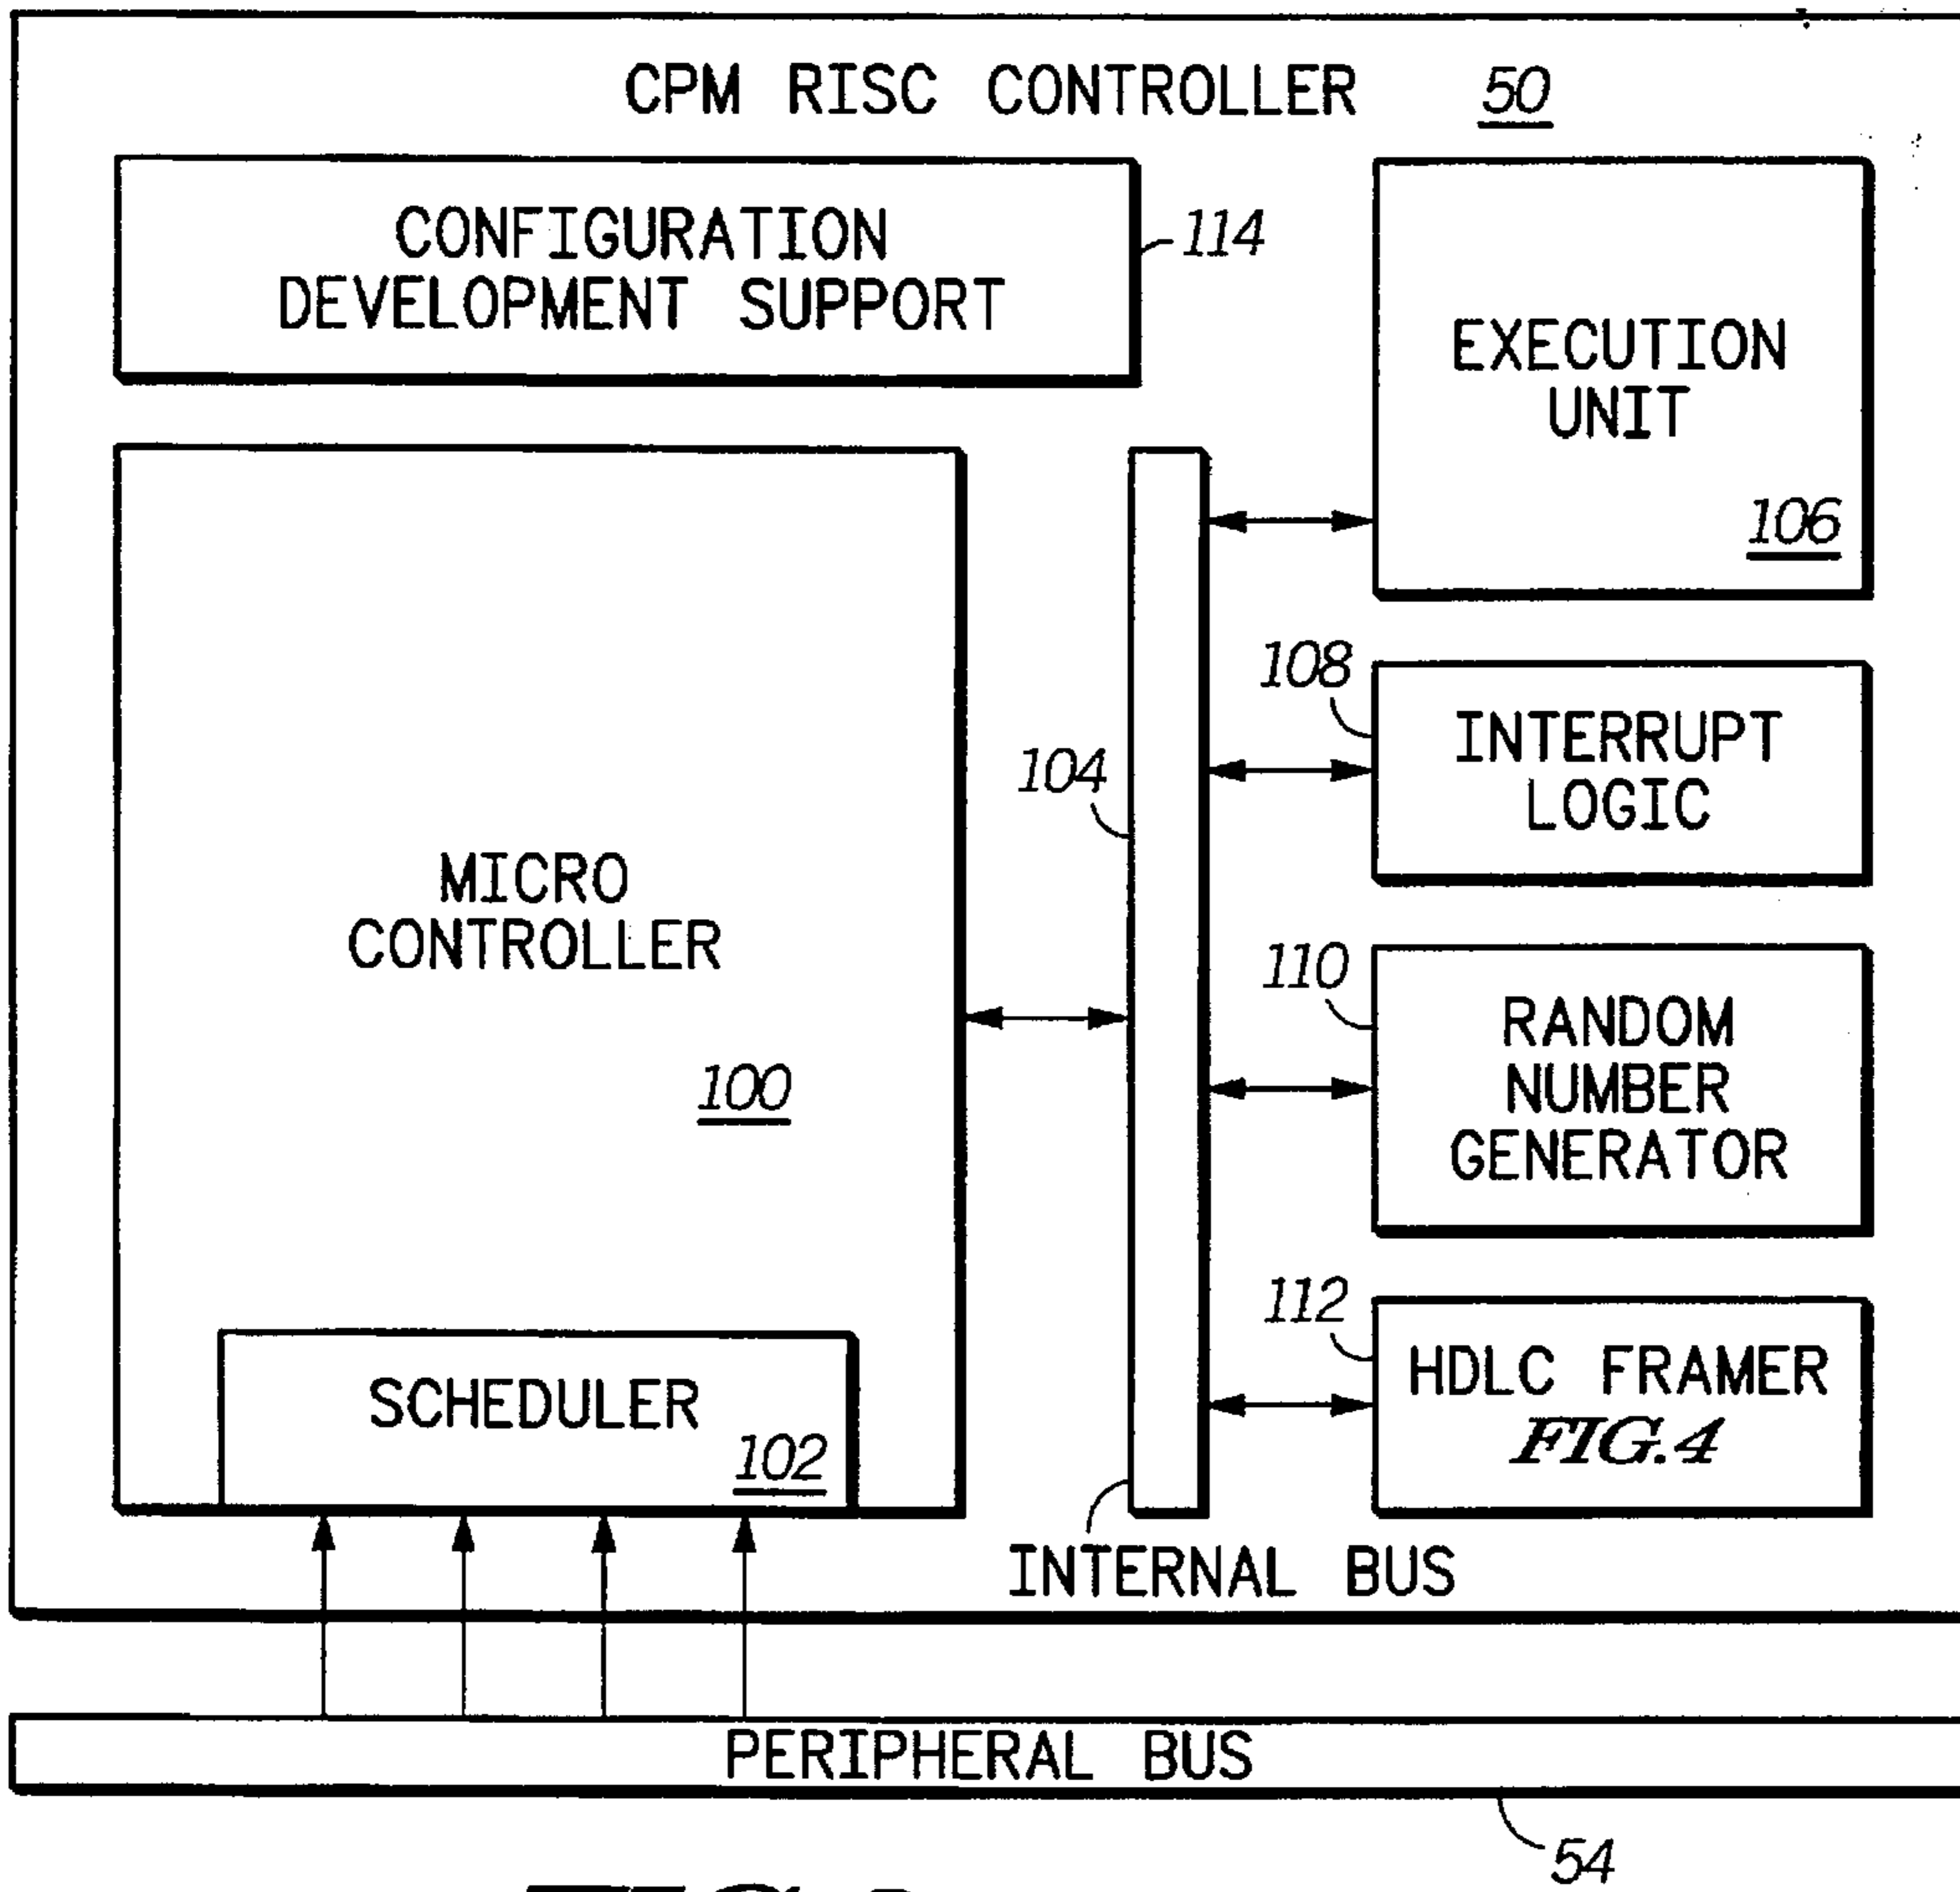 CPM RISC CONTROLLER 50
CONFIGURATION
DEVELOPMENT SUPPORT
114
EXECUTION
UNIT
106
108
INTERRUPT
LOGIC
104
MICRO
CONTROLLER
100
110
RANDOM
NUMBER
GENERATOR
112
HDLC FRAMER
FIG.4
SCHEDULER
102
INTERNAL BUS
PERIPHERAL BUS
54